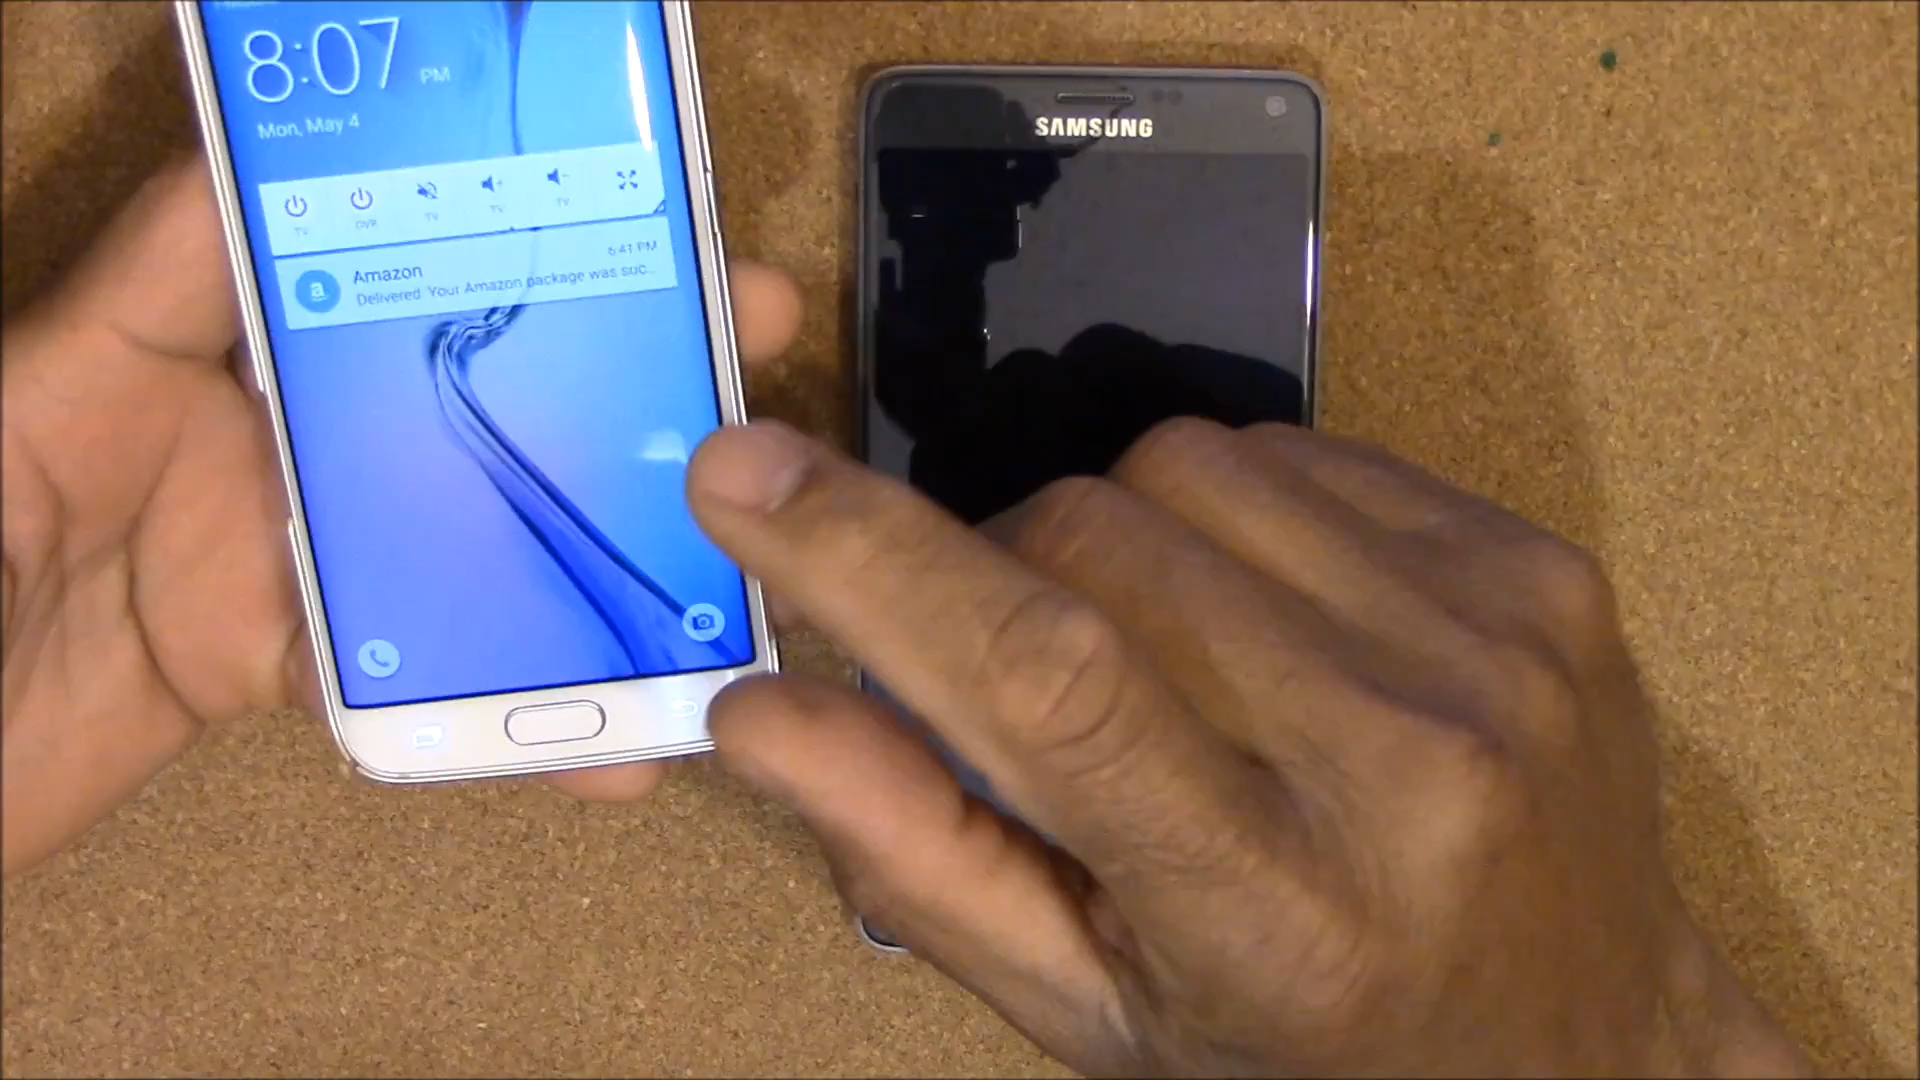 8:07 PM
Mon, May 4
TV
DVR
TV
TV
TV
6:41 PM
Amazon
Delivered: Your Amazon package was suc...
SAMSUNG